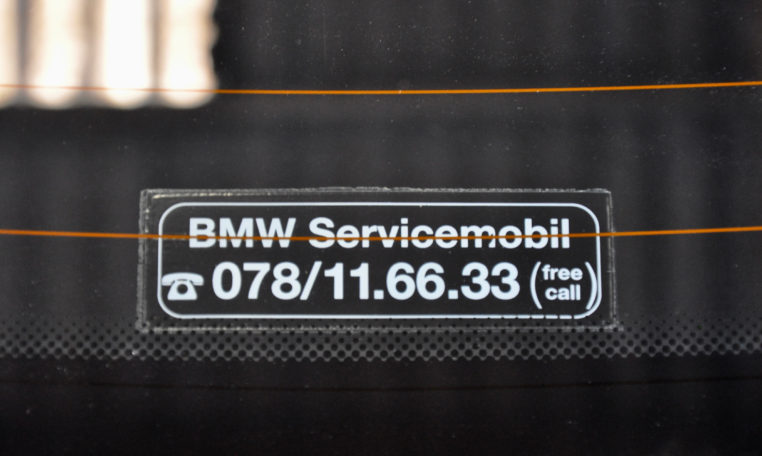 BMW Servicemobil
☎ 078/11.66.33 (free call)